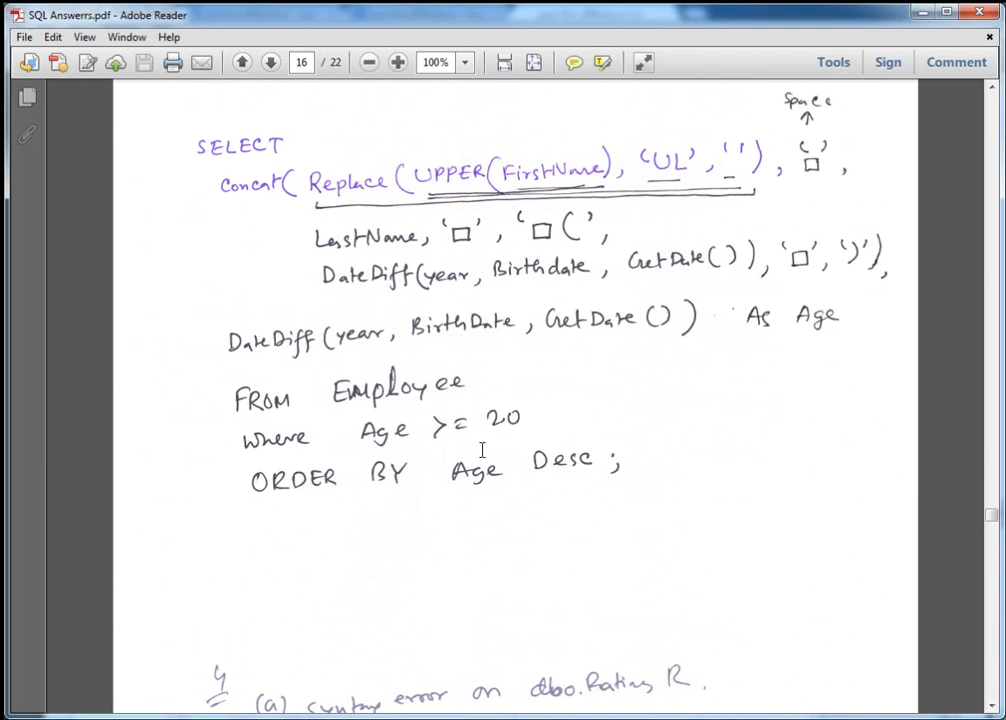 SQL Answerrs.pdf - Adobe Reader
File Edit View Window Help
16 / 22 100% Tools Sign Comment
Space
SELECT
Concat( Replace ( UPPER( FirstName), 'UL', '' ), '□',
LastName, '□', '□(',
DateDiff(year, Birthdate, GetDate()), '□', ')'),
DateDiff(year, BirthDate, GetDate()) As Age
FROM Employee
Where Age >= 20
ORDER BY Age Desc ;
4
(a) syntax error on dbo.Rating R.